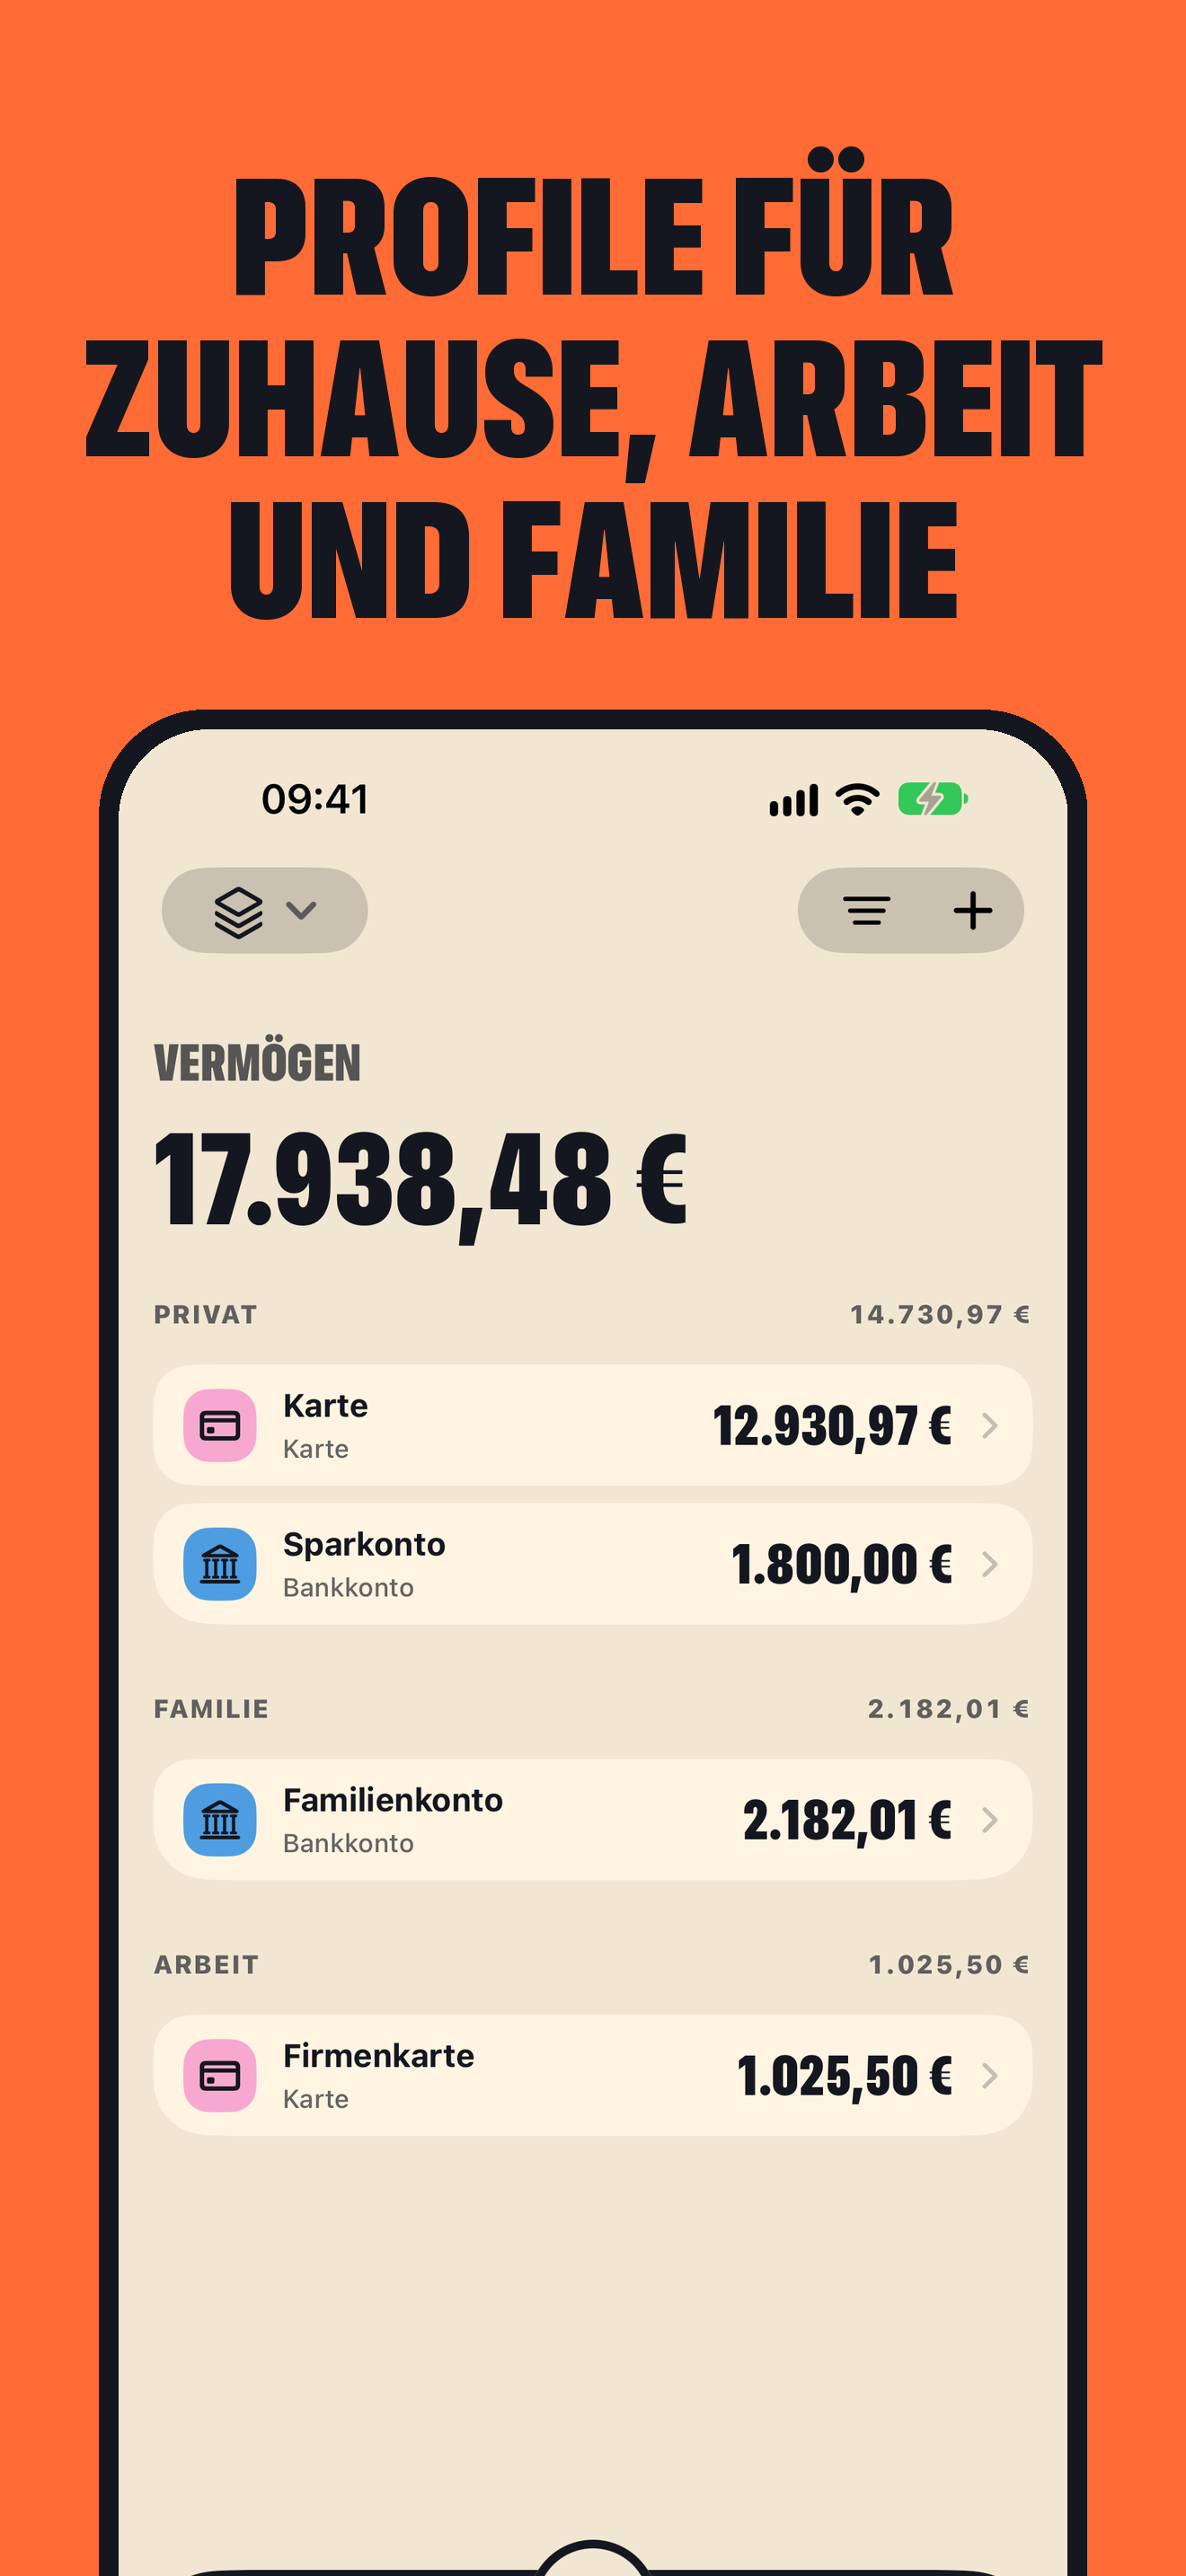 PROFILE FÜR
ZUHAUSE, ARBEIT
UND FAMILIE
09:41
VERMÖGEN
17.938,48 €
PRIVAT 14.730,97 €
Karte
Karte
12.930,97 €
Sparkonto
Bankkonto
1.800,00 €
FAMILIE 2.182,01 €
Familienkonto
Bankkonto
2.182,01 €
ARBEIT 1.025,50 €
Firmenkarte
Karte
1.025,50 €